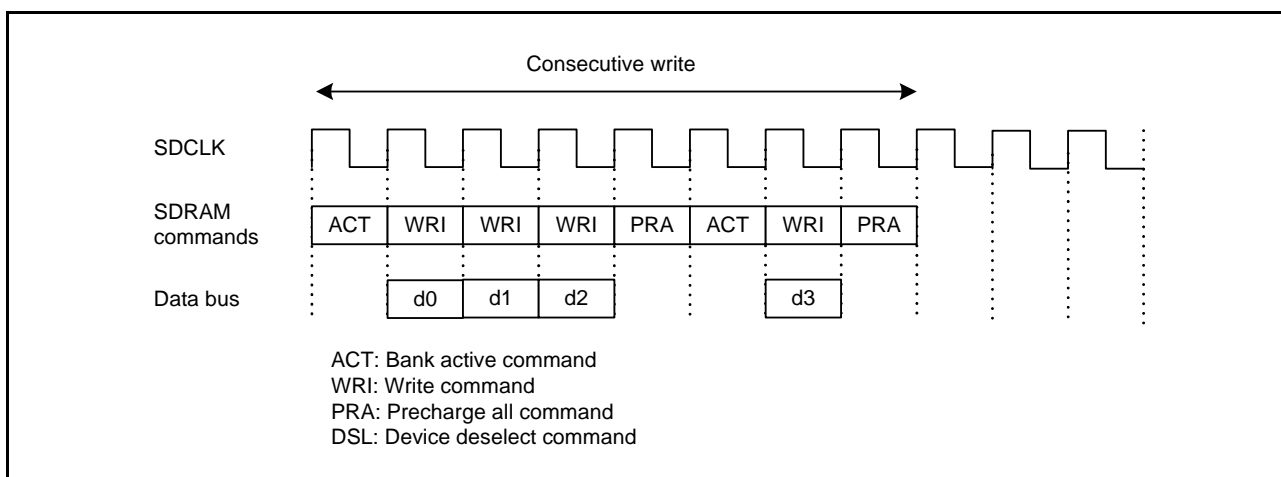 Consecutive write
SDCLK
SDRAM
commands
ACT WRI WRI WRI PRA ACT WRI PRA
Data bus
d0 d1 d2 d3
ACT: Bank active command
WRI: Write command
PRA: Precharge all command
DSL: Device deselect command